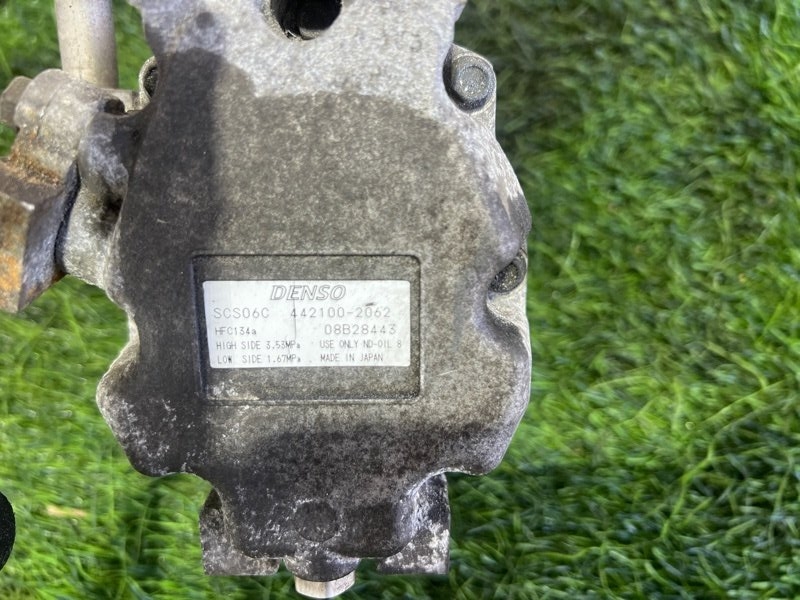 DENSO
SCS06C 442100-2062
HFC134a 08B28443
HIGH SIDE 3.53MPa USE ONLY ND-OIL 8
LOW. SIDE 1.67MPa MADE IN JAPAN